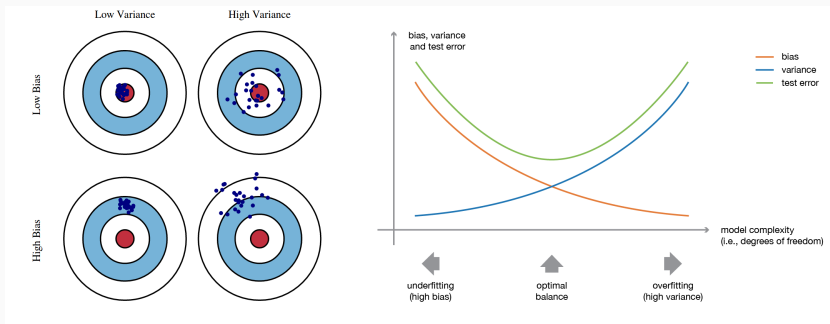 Low Variance
High Variance
Low Bias
High Bias
bias, variance
and test error
bias
variance
test error
model complexity
(i.e., degrees of freedom)
underfitting
(high bias)
optimal
balance
overfitting
(high variance)